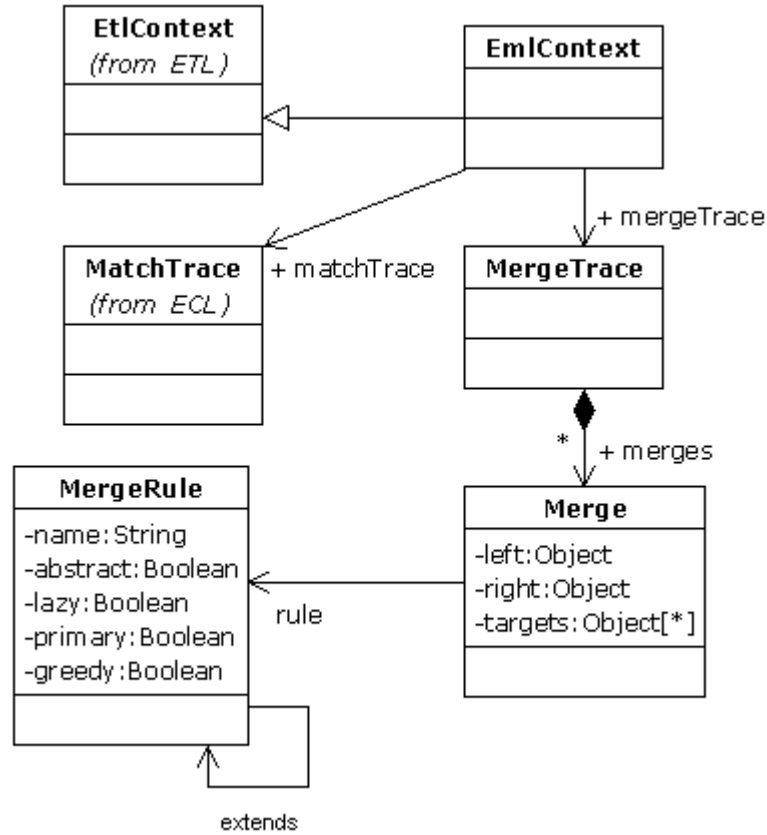 EtlContext
(from ETL)
EmlContext
+ mergeTrace
MatchTrace
(from ECL)
+ matchTrace
MergeTrace
*
+ merges
MergeRule
-name:String
-abstract:Boolean
-lazy:Boolean
-primary:Boolean
-greedy:Boolean
rule
Merge
-left:Object
-right:Object
-targets:Object[*]
extends